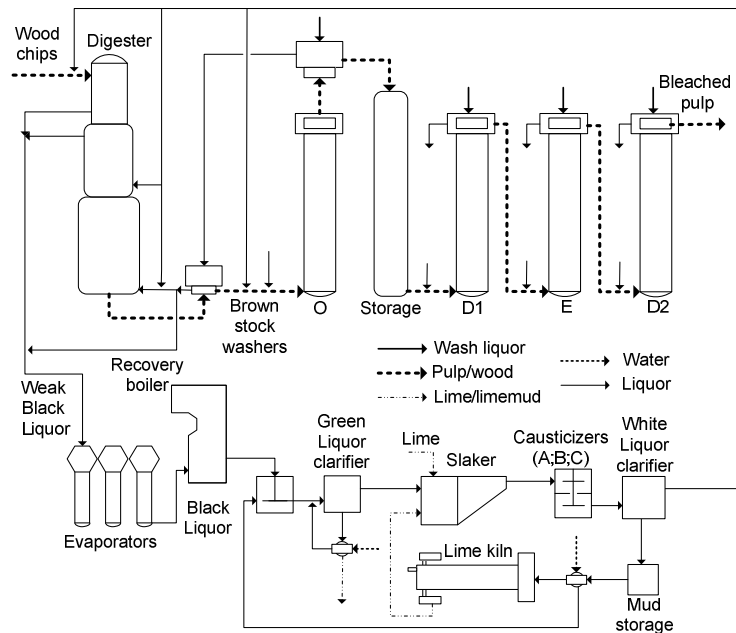 Wood
chips
Digester
Bleached
pulp
Brown
stock
washers
O
Storage
D1
E
D2
Recovery
boiler
Wash liquor
Pulp/wood
Lime/limemud
Water
Liquor
Weak
Black
Liquor
Green
Liquor
clarifier
Lime
Slaker
Causticizers
(A;B;C)
White
Liquor
clarifier
Black
Liquor
Evaporators
Lime kiln
Mud
storage